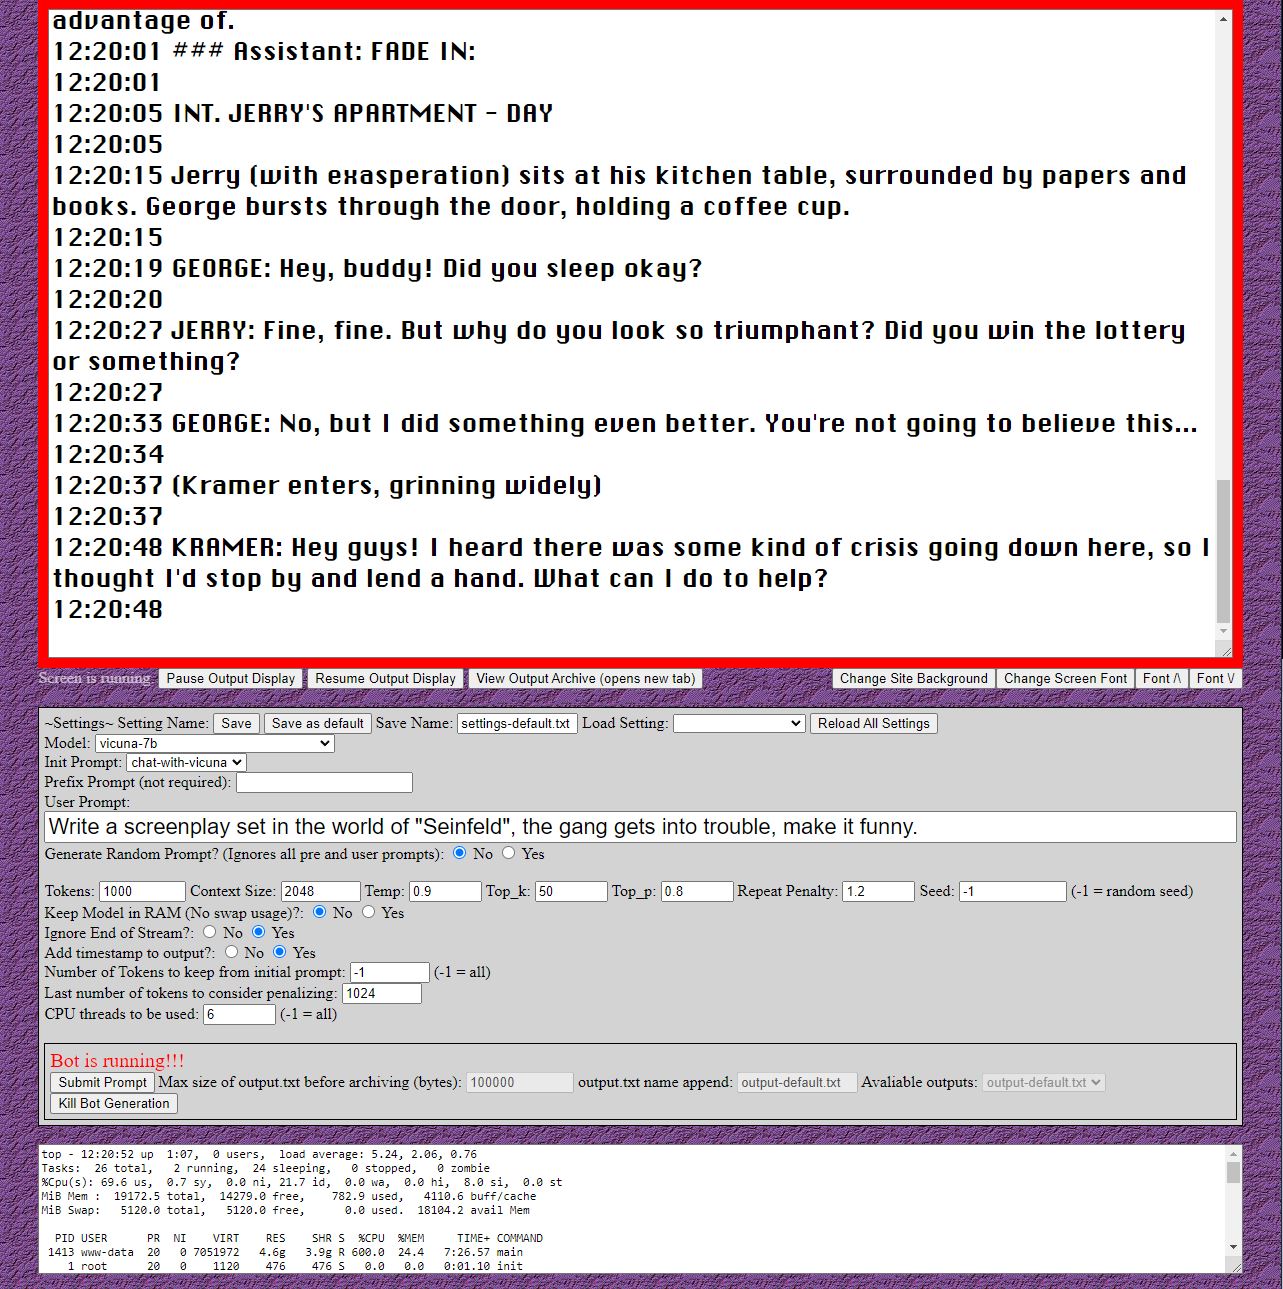 advantage of.
12:20:01 ### Assistant: FADE IN:
12:20:01
12:20:05 INT. JERRY'S APARTMENT - DAY
12:20:05
12:20:15 Jerry (with exasperation) sits at his kitchen table, surrounded by papers and
books. George bursts through the door, holding a coffee cup.
12:20:15
12:20:19 GEORGE: Hey, buddy! Did you sleep okay?
12:20:20
12:20:27 JERRY: Fine, fine. But why do you look so triumphant? Did you win the lottery
or something?
12:20:27
12:20:33 GEORGE: No, but I did something even better. You're not going to believe this...
12:20:34
12:20:37 (Kramer enters, grinning widely)
12:20:37
12:20:48 KRAMER: Hey guys! I heard there was some kind of crisis going down here, so I
thought I'd stop by and lend a hand. What can I do to help?
12:20:48
Screen is running. Pause Output Display Resume Output Display View Output Archive (opens new tab) Change Site Background Change Screen Font Font /\ Font \/
~Settings~ Setting Name: Save Save as default Save Name: settings-default.txt Load Setting: Reload All Settings
Model: vicuna-7b
Init Prompt: chat-with-vicuna
Prefix Prompt (not required):
User Prompt:
Write a screenplay set in the world of "Seinfeld", the gang gets into trouble, make it funny.
Generate Random Prompt? (Ignores all pre and user prompts): No Yes
Tokens: 1000 Context Size: 2048 Temp: 0.9 Top_k: 50 Top_p: 0.8 Repeat Penalty: 1.2 Seed: -1 (-1 = random seed)
Keep Model in RAM (No swap usage)?: No Yes
Ignore End of Stream?: No Yes
Add timestamp to output?: No Yes
Number of Tokens to keep from initial prompt: -1 (-1 = all)
Last number of tokens to consider penalizing: 1024
CPU threads to be used: 6 (-1 = all)
Bot is running!!!
Submit Prompt Max size of output.txt before archiving (bytes): 100000 output.txt name append: output-default.txt Avaliable outputs: output-default.txt
Kill Bot Generation
top - 12:20:52 up  1:07,  0 users,  load average: 5.24, 2.06, 0.76
Tasks:  26 total,   2 running,  24 sleeping,   0 stopped,   0 zombie
%Cpu(s): 69.6 us,  0.7 sy,  0.0 ni, 21.7 id,  0.0 wa,  0.0 hi,  8.0 si,  0.0 st
MiB Mem :  19172.5 total,  14279.0 free,    782.9 used,   4110.6 buff/cache
MiB Swap:   5120.0 total,   5120.0 free,      0.0 used.  18104.2 avail Mem
PID USER      PR  NI    VIRT    RES    SHR S  %CPU  %MEM     TIME+ COMMAND
1413 www-data  20   0 7051972   4.6g   3.9g R 600.0  24.4   7:26.57 main
1 root      20   0    1120    476    476 S   0.0   0.0   0:01.10 init